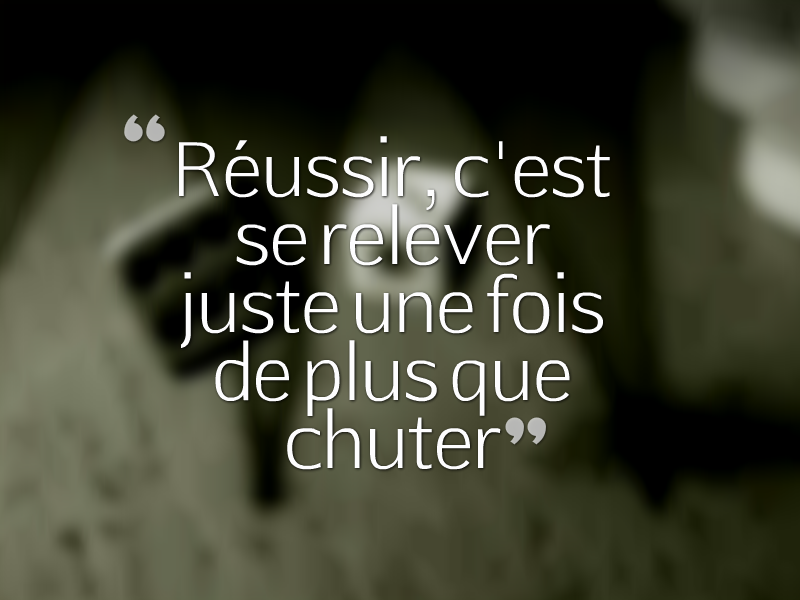 “Réussir, c'est
se relever
juste une fois
de plus que
chuter”